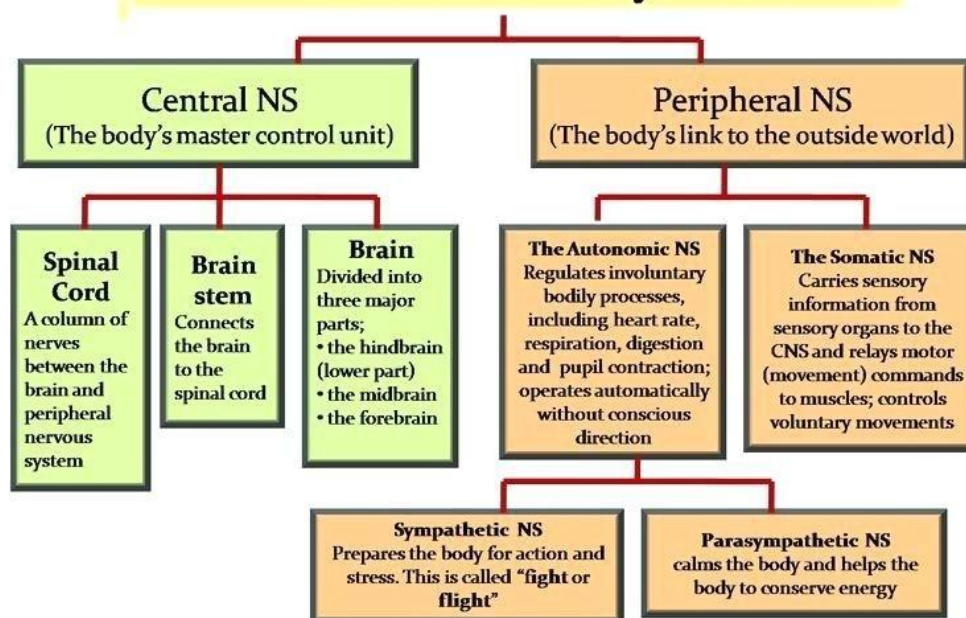 Central NS
(The body's master control unit)
Peripheral NS
(The body's link to the outside world)
Spinal
Cord
A column of
nerves
between the
brain and
peripheral
nervous
system
Brain
stem
Connects
the brain
to the
spinal cord
Brain
Divided into
three major
parts;
• the hindbrain
(lower part)
• the midbrain
• the forebrain
The Autonomic NS
Regulates involuntary
bodily processes,
including heart rate,
respiration, digestion
and pupil contraction;
operates automatically
without conscious
direction
The Somatic NS
Carries sensory
information from
sensory organs to the
CNS and relays motor
(movement) commands
to muscles; controls
voluntary movements
Sympathetic NS
Prepares the body for action and
stress. This is called "fight or
flight"
Parasympathetic NS
calms the body and helps the
body to conserve energy